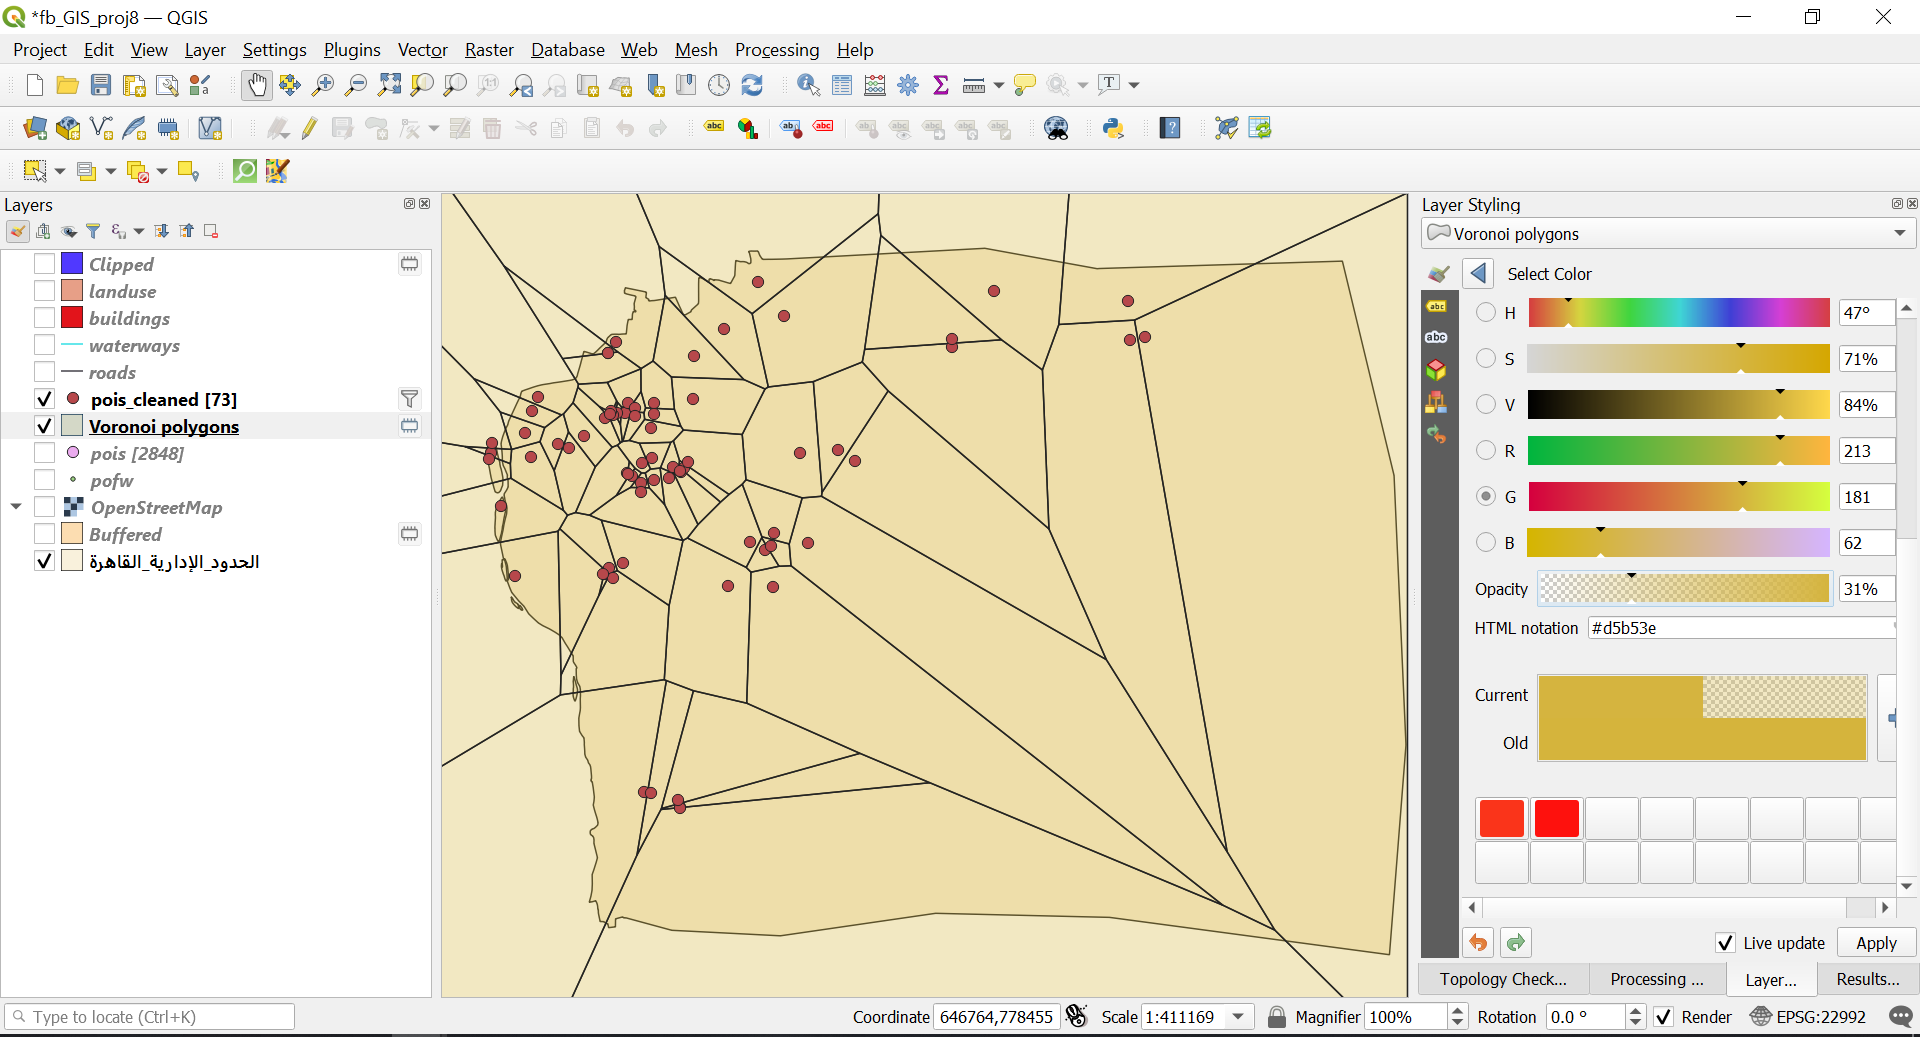 *fb_GIS_proj8 — QGIS
Project Edit View Layer Settings Plugins Vector Raster Database Web Mesh Processing Help
Layers
Clipped
landuse
buildings
waterways
roads
pois_cleaned [73]
Voronoi polygons
pois [2848]
pofw
OpenStreetMap
Buffered
الحدود_الإدارية_القاهرة
Layer Styling
Voronoi polygons
Select Color
H 47°
S 71%
V 84%
R 213
G 181
B 62
Opacity 31%
HTML notation #d5b53e
Current
Old
Live update Apply
Topology Check... Processing ... Layer... Results...
Type to locate (Ctrl+K) Coordinate 646764,778455 Scale 1:411169 Magnifier 100% Rotation 0.0 ° Render EPSG:22992